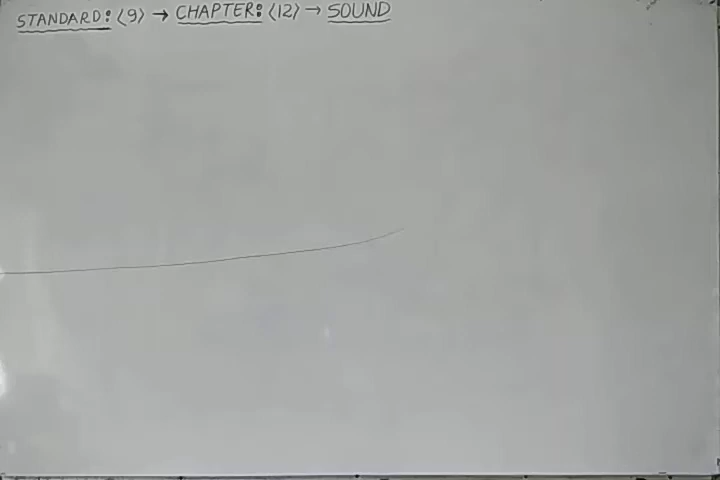 STANDARD: ⟨9⟩ → CHAPTER: ⟨12⟩ → SOUND